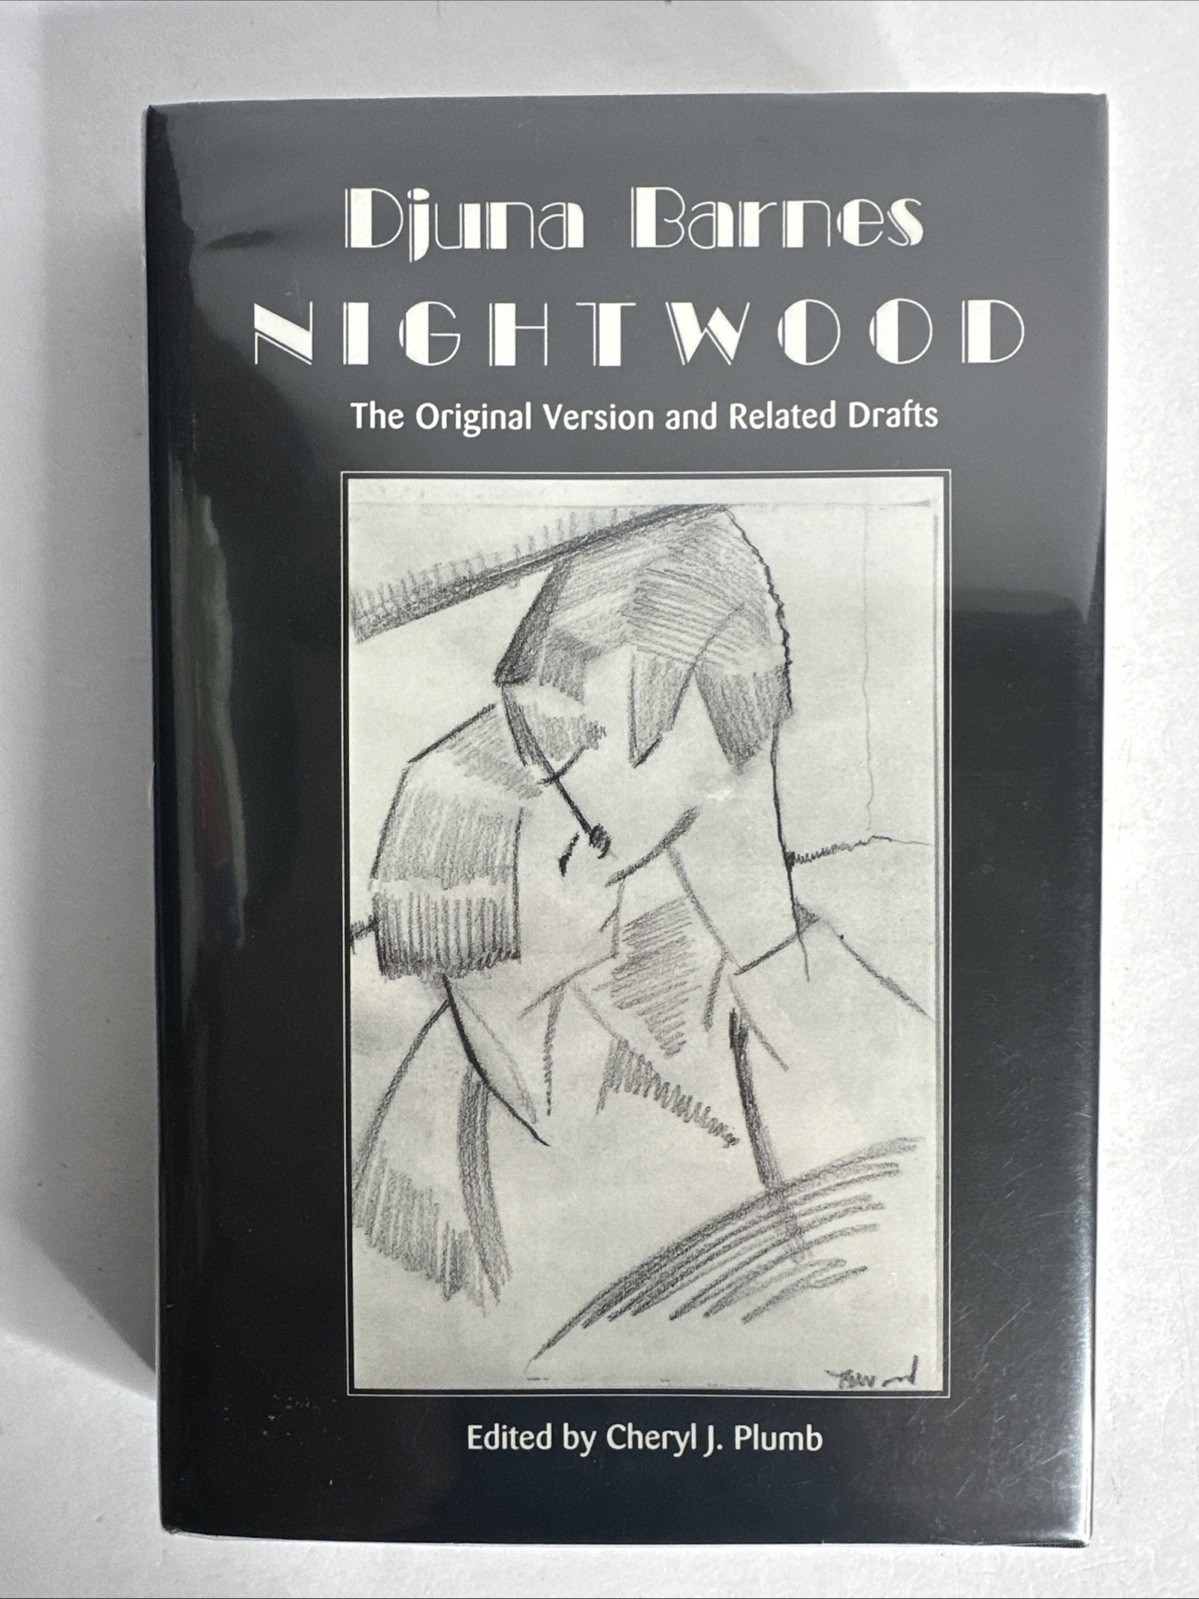 Djuna Barnes
NIGHTWOOD
The Original Version and Related Drafts
Edited by Cheryl J. Plumb